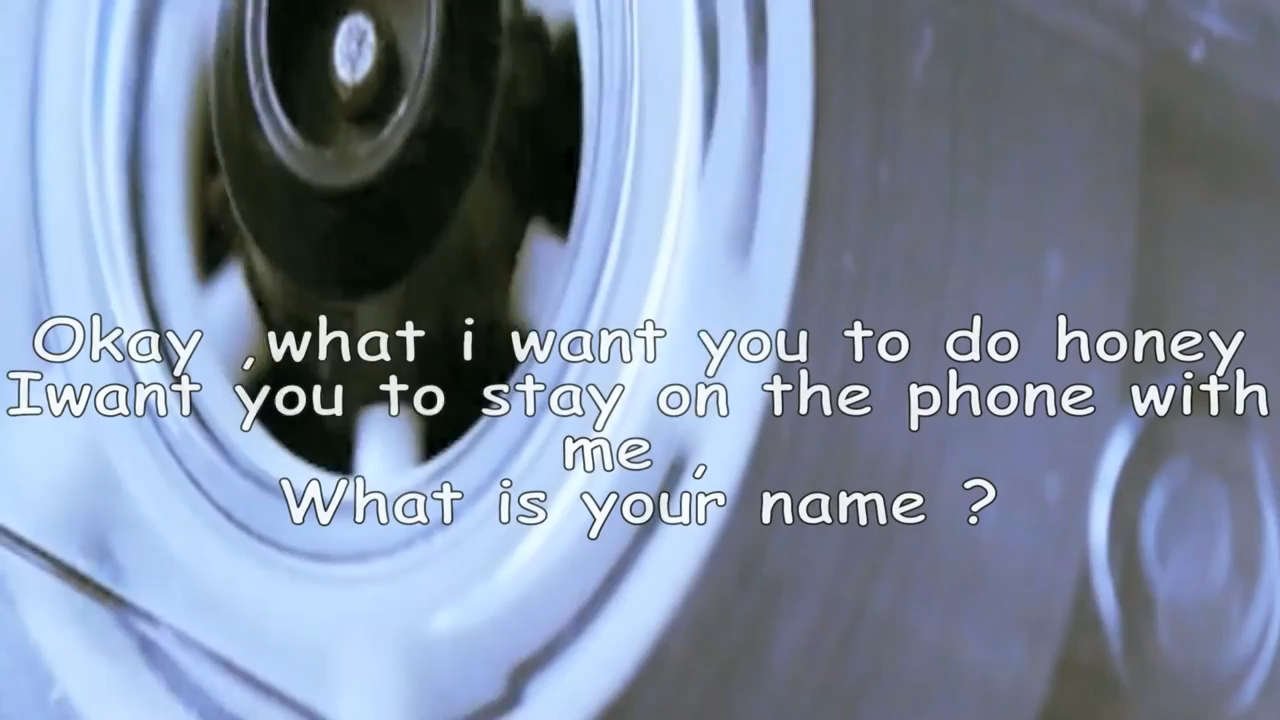 Okay ,what i want you to do honey
Iwant you to stay on the phone with
me ,
What is your name ?